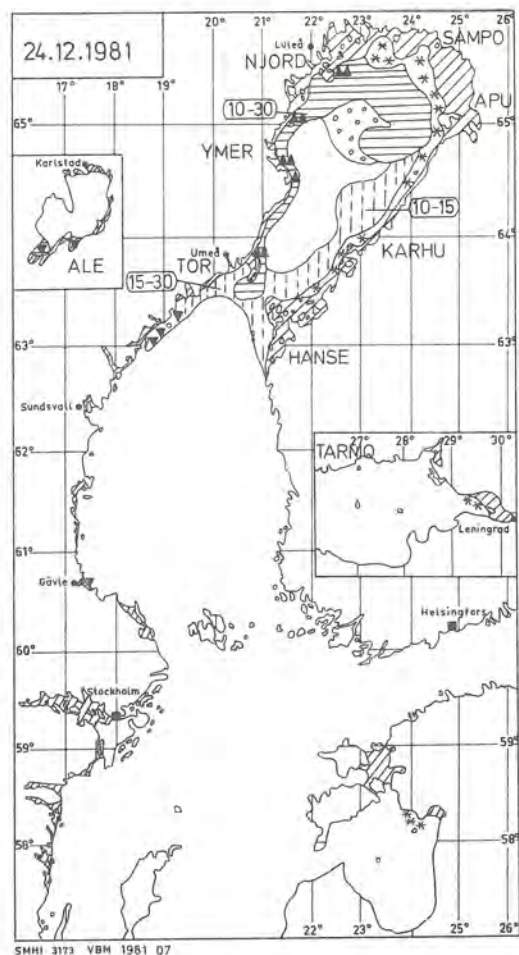 24.12.1981
20° 21° 22° 23° 24° 25° 26°
17° 18° 19°
Luleå
SAMPO
NJORD
APU
10-30
65° 65°
YMER
Karlstad
ALE
10-15
64°
KARHU
Umeå
TOR
15-30
63° 63°
HANSE
Sundsvall
62° 62°
TARMO
27° 28° 29° 30°
Leningrad
61° 61°
Gävle
Helsingfors
60° 60°
Stockholm
59° 59°
58° 58°
22° 23° 24° 25° 26°
SMHI 3173 VBM 1981 07